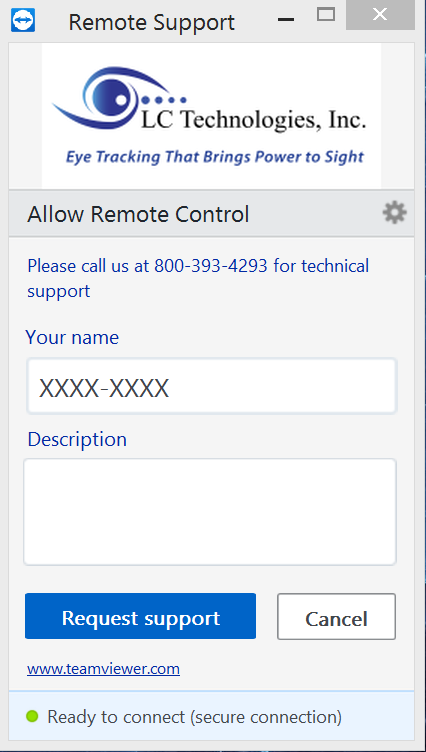 Remote Support
LC Technologies, Inc.
Eye Tracking That Brings Power to Sight
Allow Remote Control
Please call us at 800-393-4293 for technical
support
Your name
XXXX-XXXX
Description
Request support
Cancel
www.teamviewer.com
Ready to connect (secure connection)